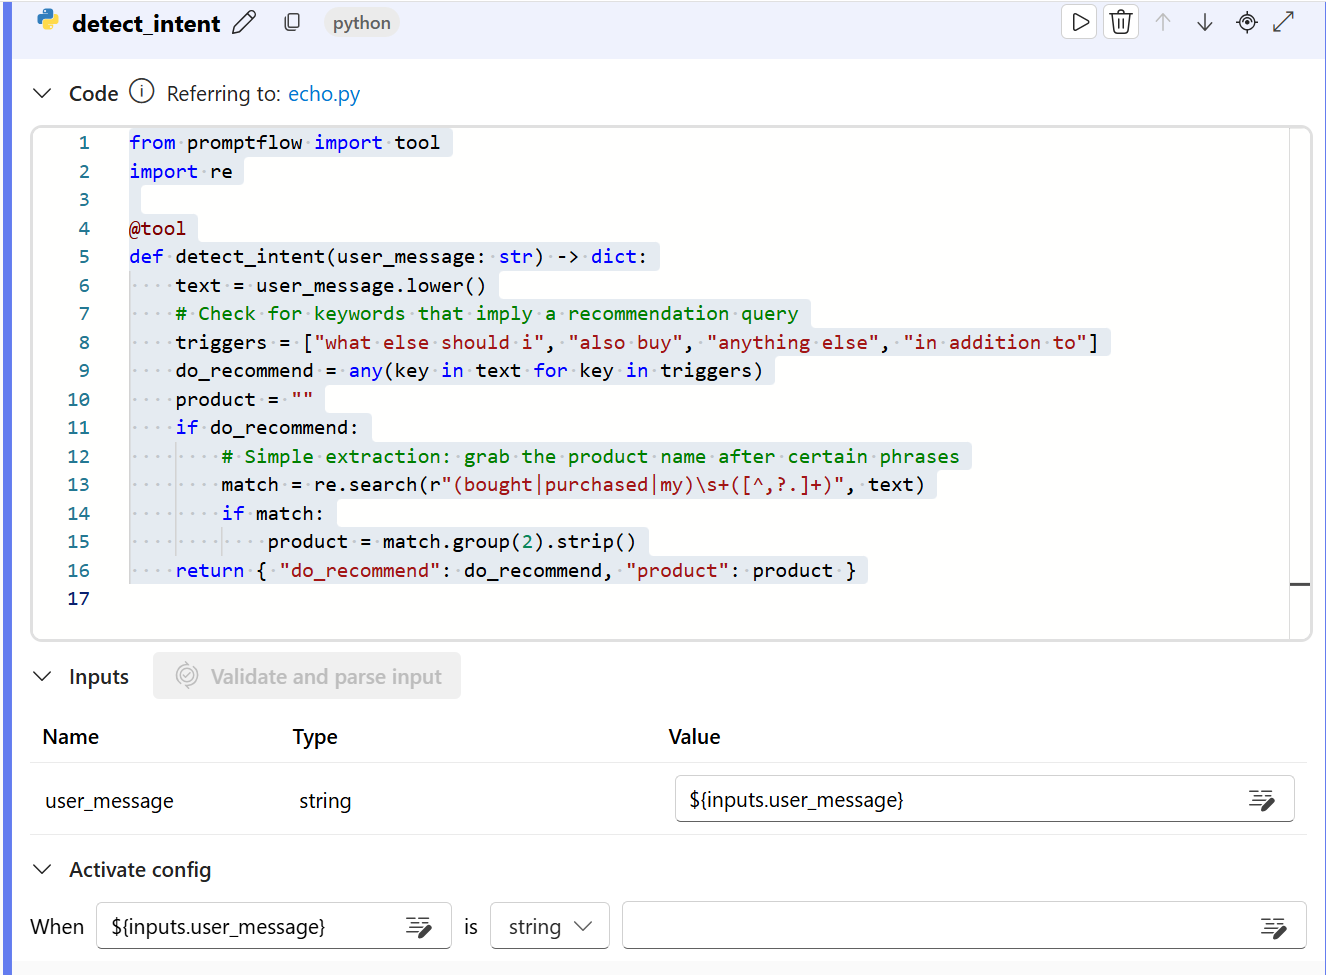 detect_intent python
Code Referring to: echo.py
1 from promptflow import tool
2 import re
3
4 @tool
5 def detect_intent(user_message: str) -> dict:
6     text = user_message.lower()
7     # Check for keywords that imply a recommendation query
8     triggers = ["what else should i", "also buy", "anything else", "in addition to"]
9     do_recommend = any(key in text for key in triggers)
10     product = ""
11     if do_recommend:
12         # Simple extraction: grab the product name after certain phrases
13         match = re.search(r"(bought|purchased|my)\s+([^,?.]+)", text)
14         if match:
15             product = match.group(2).strip()
16     return { "do_recommend": do_recommend, "product": product }
17
Inputs Validate and parse input
Name Type Value
user_message string ${inputs.user_message}
Activate config
When ${inputs.user_message} is string